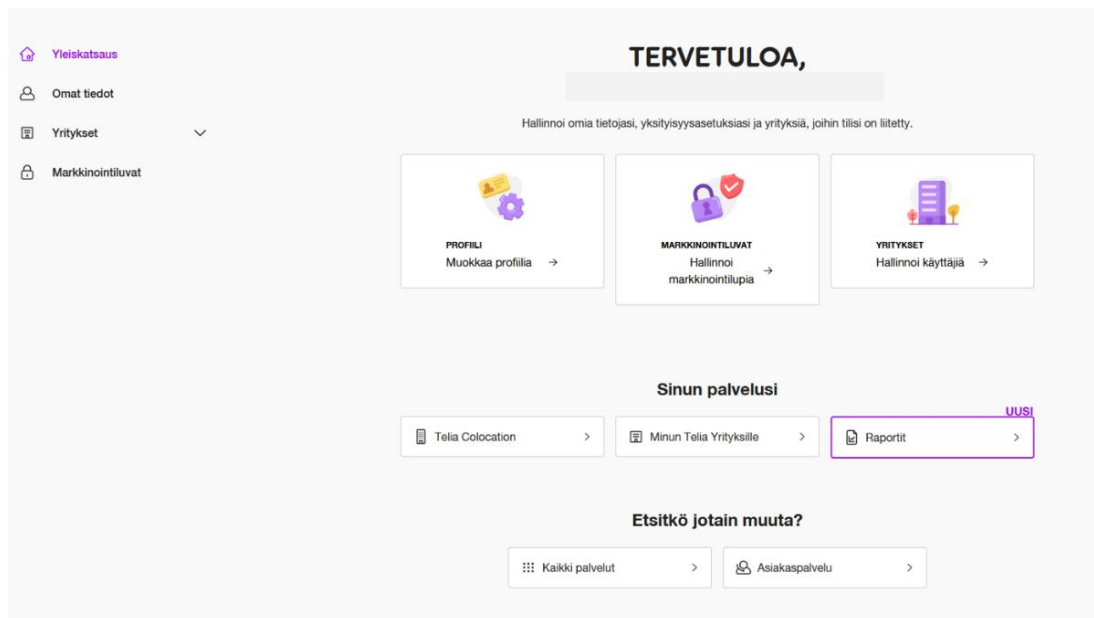 Yleiskatsaus
Omat tiedot
Yritykset
Markkinointiluvat
TERVETULOA,
Hallinnoi omia tietojasi, yksityisyysasetuksiasi ja yrityksiä, joihin tilisi on liitetty.
PROFIILI
Muokkaa profiilia
MARKKINOINTILUVAT
Hallinnoi
markkinointilupia
YRITYKSET
Hallinnoi käyttäjiä
Sinun palvelusi
Telia Colocation
Minun Telia Yrityksille
UUSI
Raportit
Etsitkö jotain muuta?
Kaikki palvelut
Asiakaspalvelu